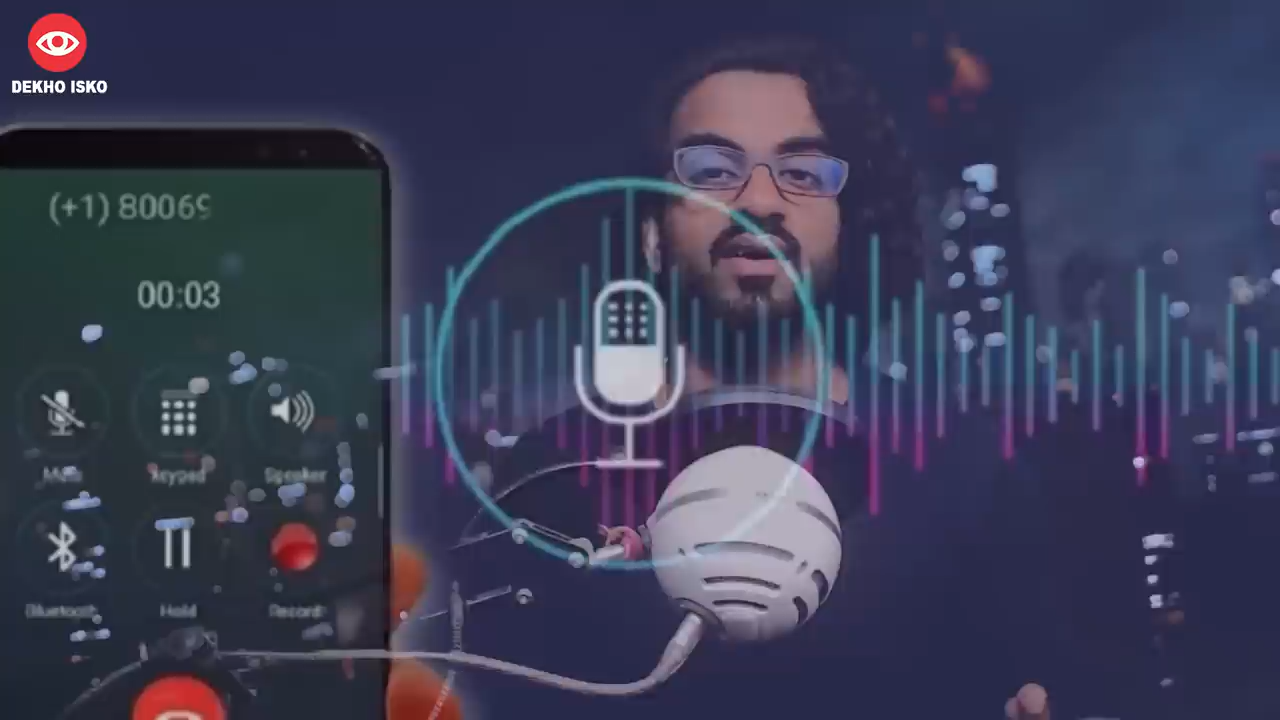 DEKHO ISKO
(+1) 80069
00:03
Mute
Keypad
Speaker
Bluetooth
Hold
Record